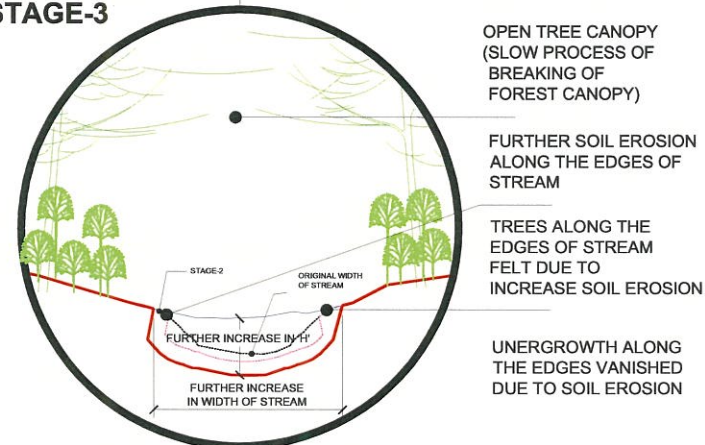 STAGE-3
OPEN TREE CANOPY
(SLOW PROCESS OF
BREAKING OF
FOREST CANOPY)
FURTHER SOIL EROSION
ALONG THE EDGES OF
STREAM
TREES ALONG THE
EDGES OF STREAM
FELT DUE TO
INCREASE SOIL EROSION
UNERGROWTH ALONG
THE EDGES VANISHED
DUE TO SOIL EROSION
STAGE-2
ORIGINAL WIDTH
OF STREAM
FURTHER INCREASE IN 'H'
FURTHER INCREASE
IN WIDTH OF STREAM